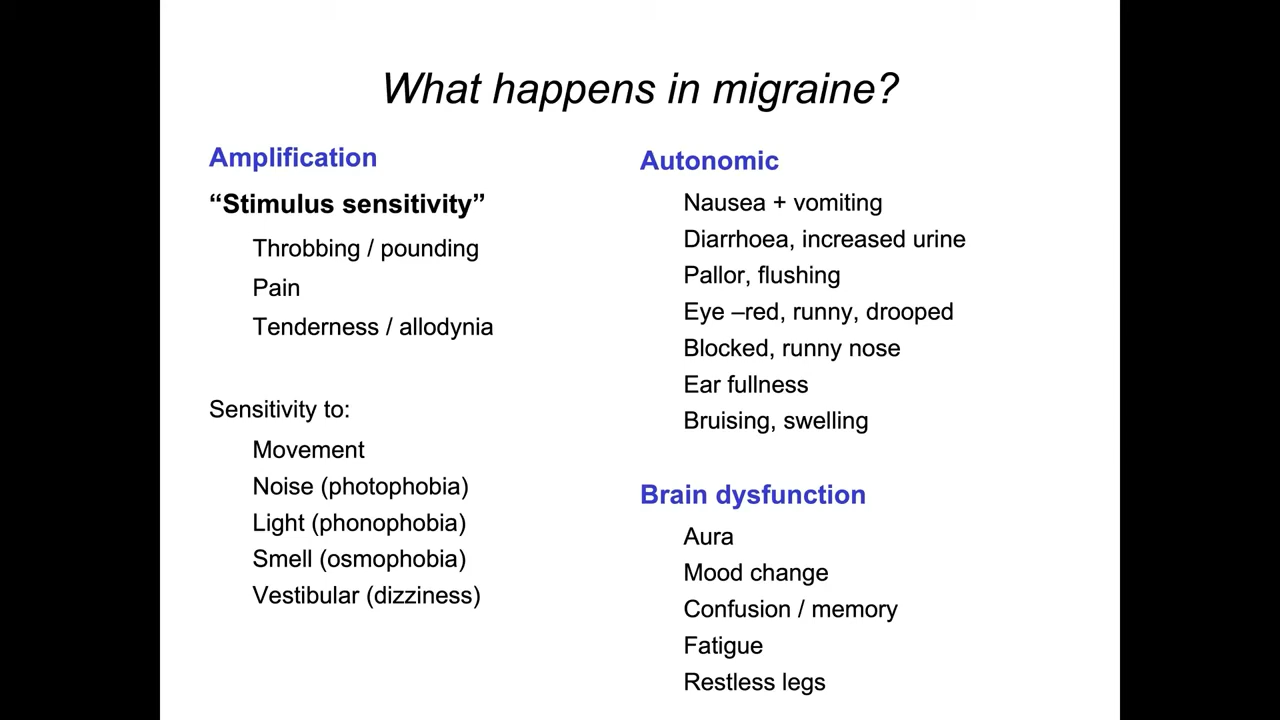 What happens in migraine?
Amplification
“Stimulus sensitivity”
Throbbing / pounding
Pain
Tenderness / allodynia
Sensitivity to:
Movement
Noise (photophobia)
Light (phonophobia)
Smell (osmophobia)
Vestibular (dizziness)
Autonomic
Nausea + vomiting
Diarrhoea, increased urine
Pallor, flushing
Eye –red, runny, drooped
Blocked, runny nose
Ear fullness
Bruising, swelling
Brain dysfunction
Aura
Mood change
Confusion / memory
Fatigue
Restless legs